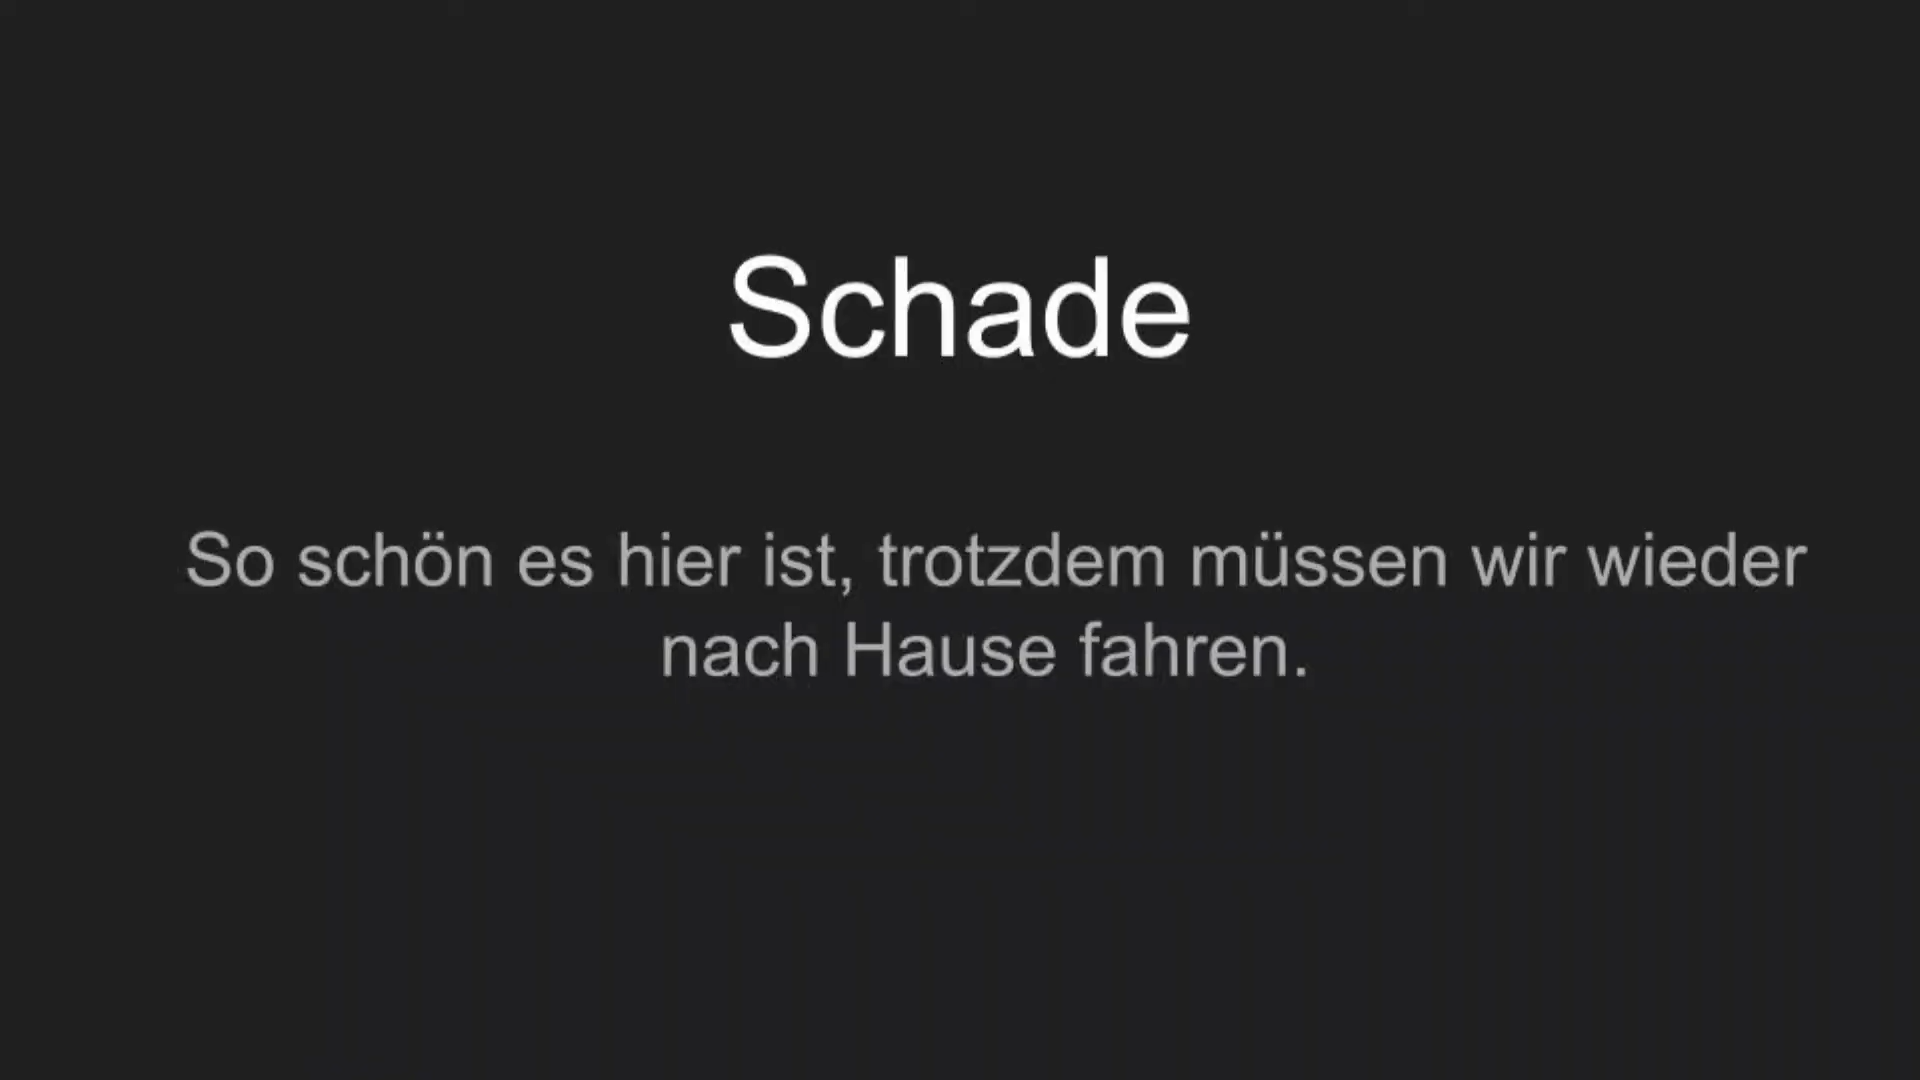 Schade
So schön es hier ist, trotzdem müssen wir wieder
nach Hause fahren.